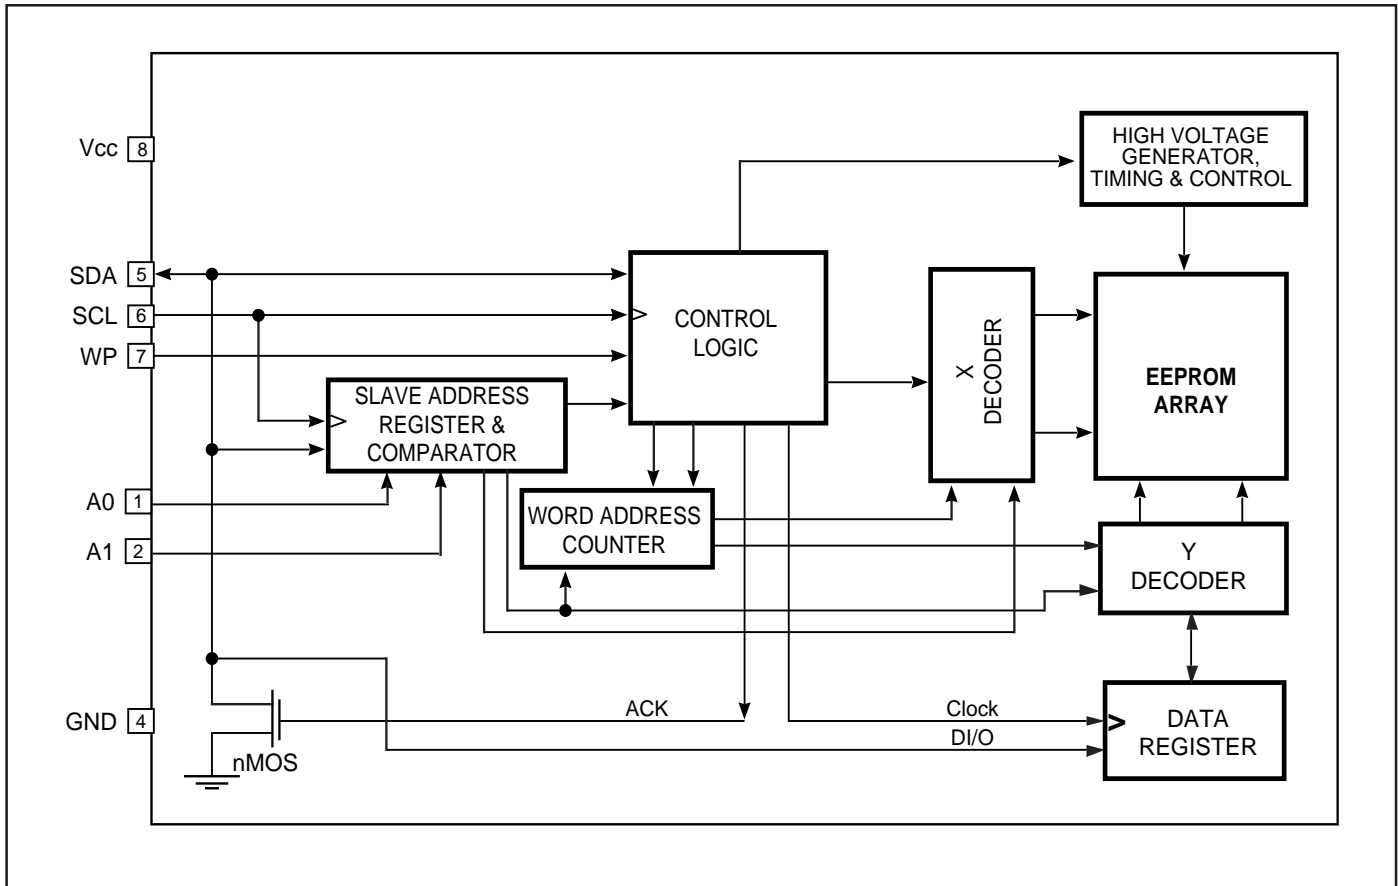 HIGH VOLTAGE
GENERATOR,
TIMING & CONTROL
Vcc 8
SDA 5
SCL 6
WP 7
CONTROL
LOGIC
X
DECODER
EEPROM
ARRAY
SLAVE ADDRESS
REGISTER &
COMPARATOR
A0 1
A1 2
WORD ADDRESS
COUNTER
Y
DECODER
GND 4
nMOS
ACK
Clock
DI/O
DATA
REGISTER